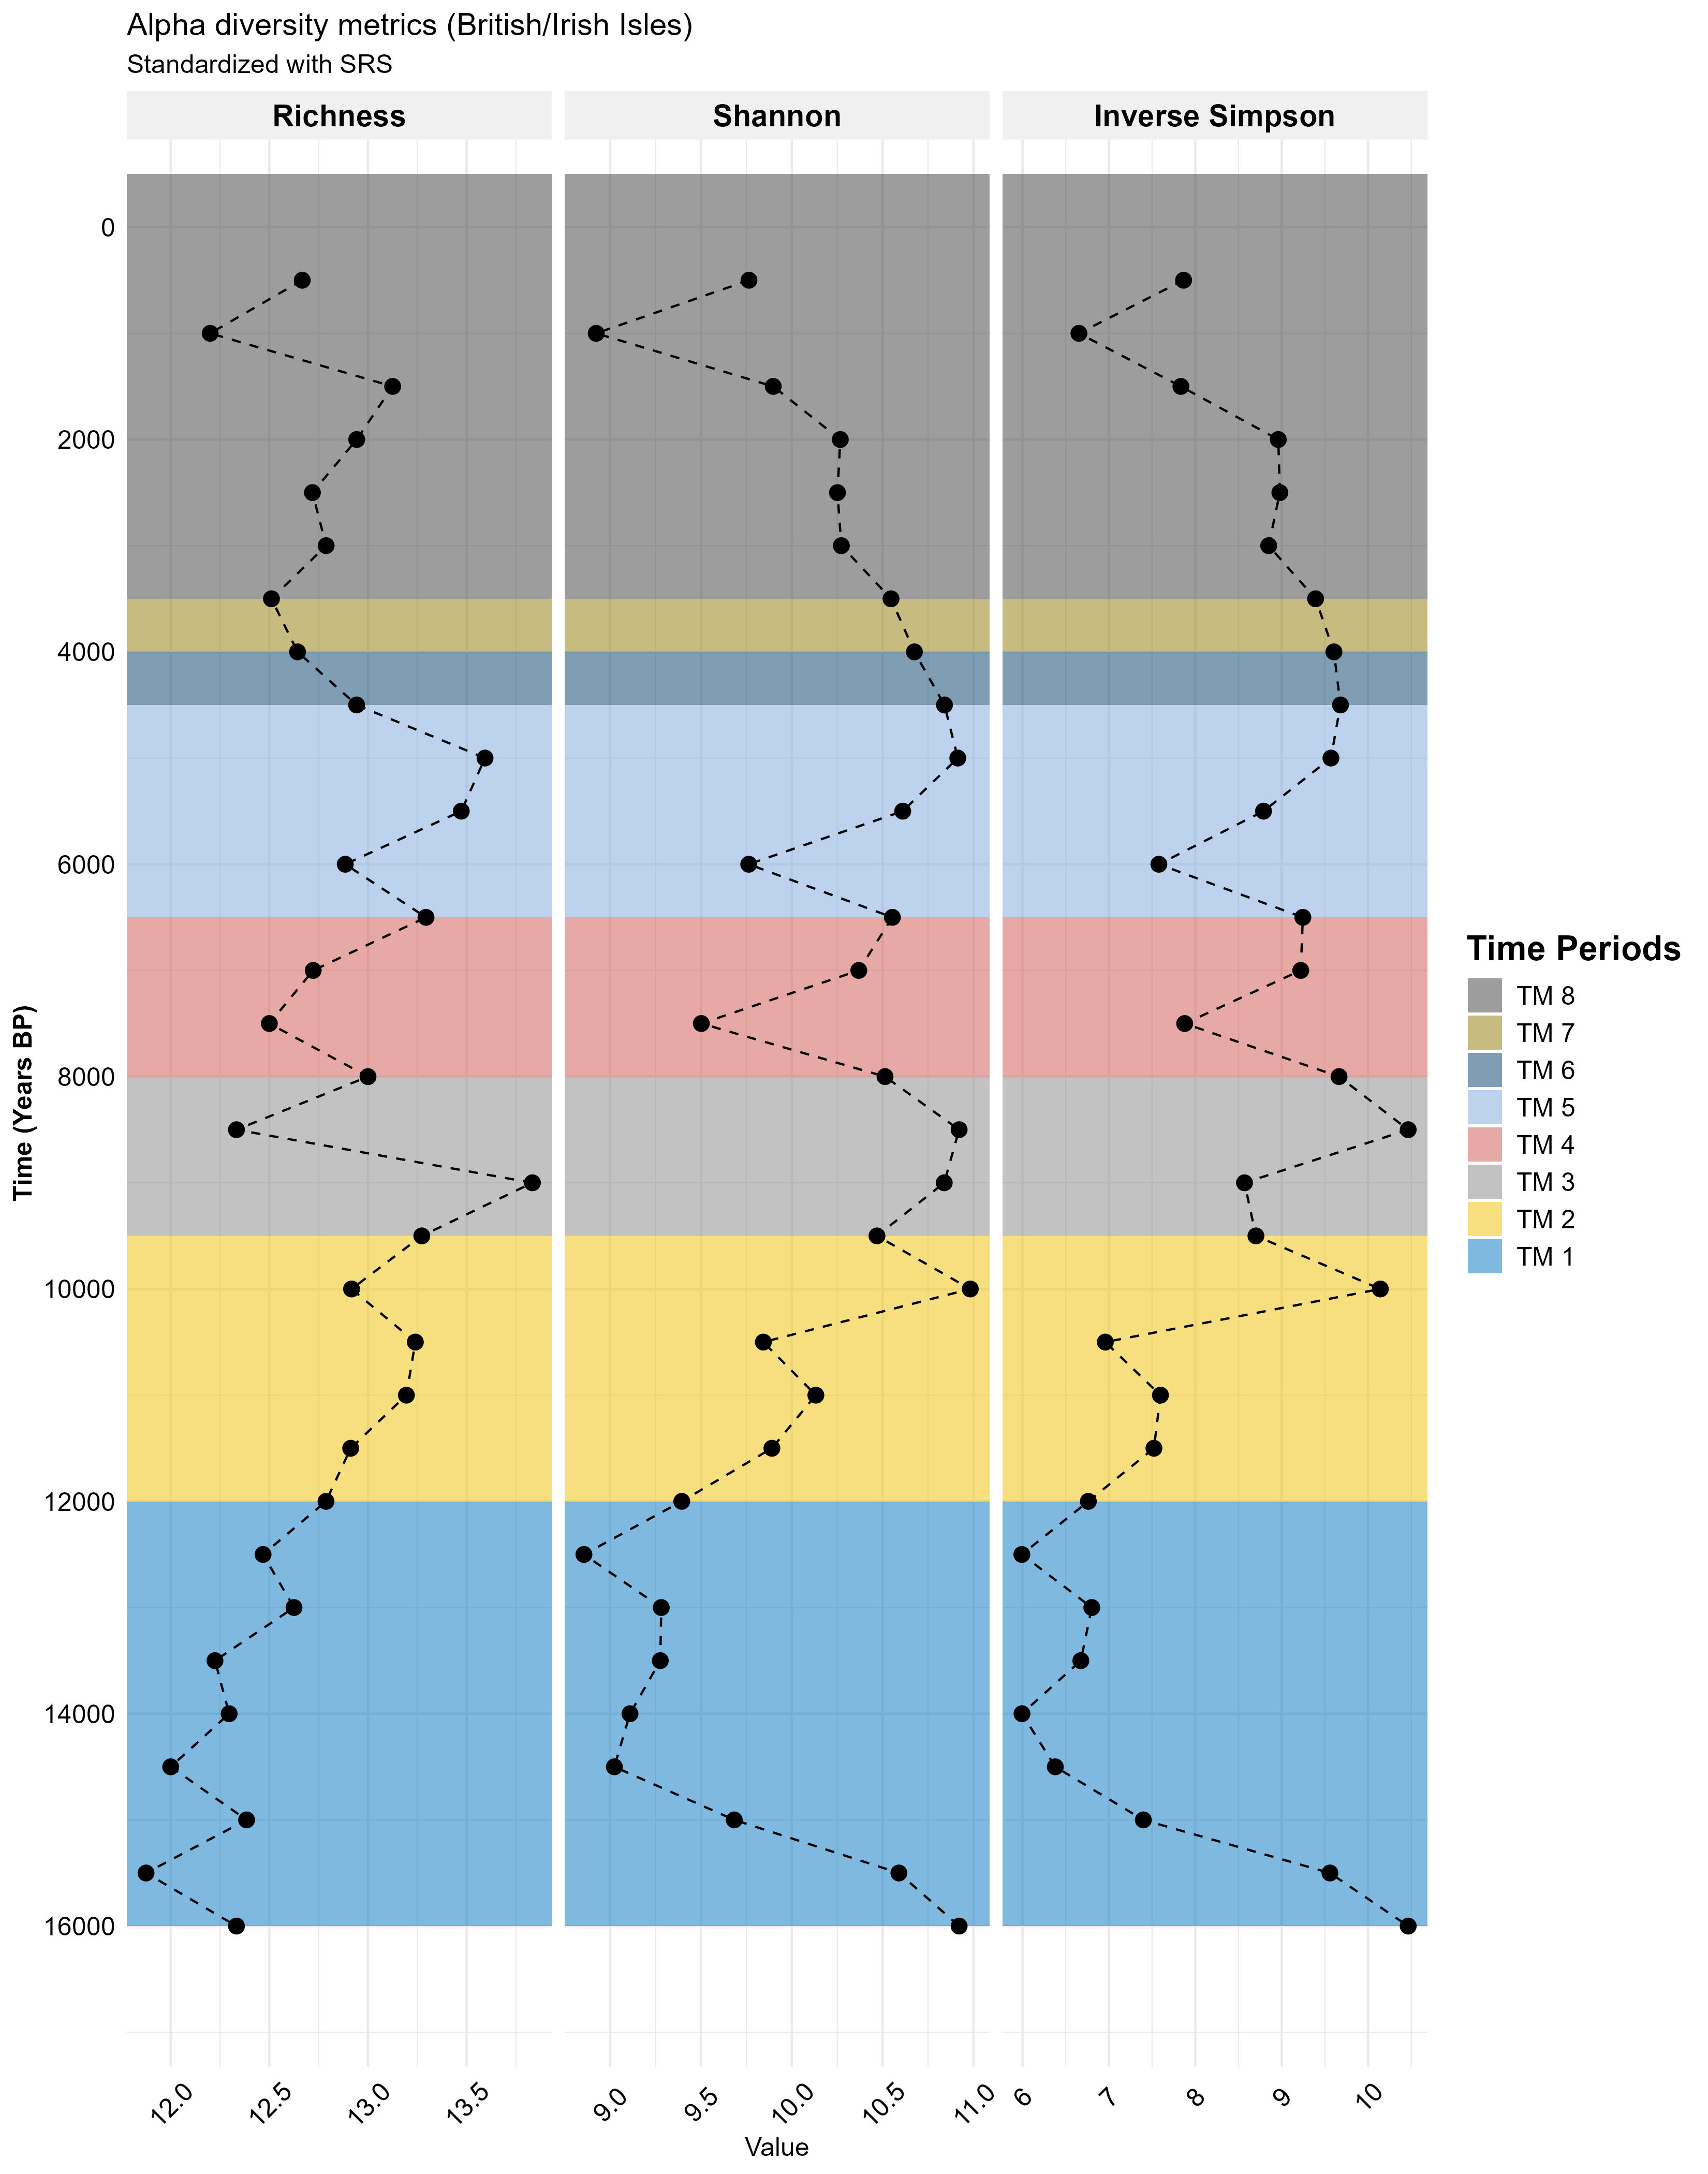 Alpha diversity metrics (British/Irish Isles)
Standardized with SRS
Richness
Shannon
Inverse Simpson
Time (Years BP)
0
2000
4000
6000
8000
10000
12000
14000
16000
12.0 12.5 13.0 13.5
9.0 9.5 10.0 10.5 11.0
6 7 8 9 10
Value
Time Periods
TM 8
TM 7
TM 6
TM 5
TM 4
TM 3
TM 2
TM 1